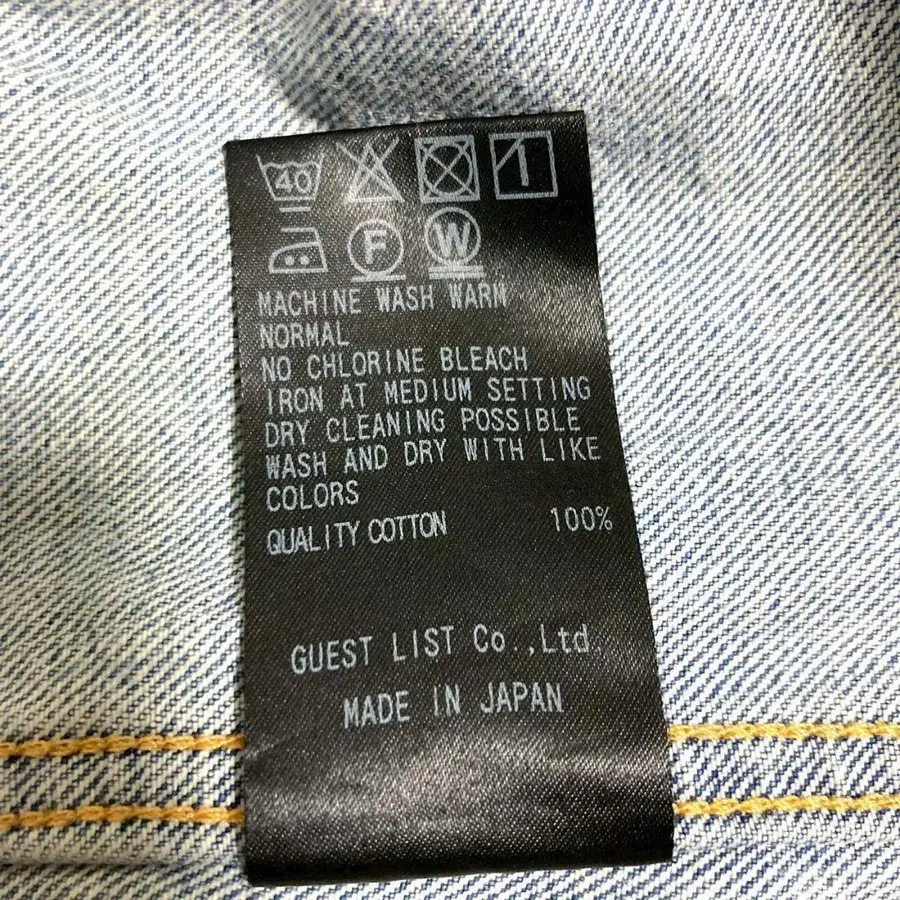 40
F W
MACHINE WASH WARM
NORMAL
NO CHLORINE BLEACH
IRON AT MEDIUM SETTING
DRY CLEANING POSSIBLE
WASH AND DRY WITH LIKE
COLORS
QUALITY COTTON 100%
GUEST LIST Co.,Ltd.
MADE IN JAPAN